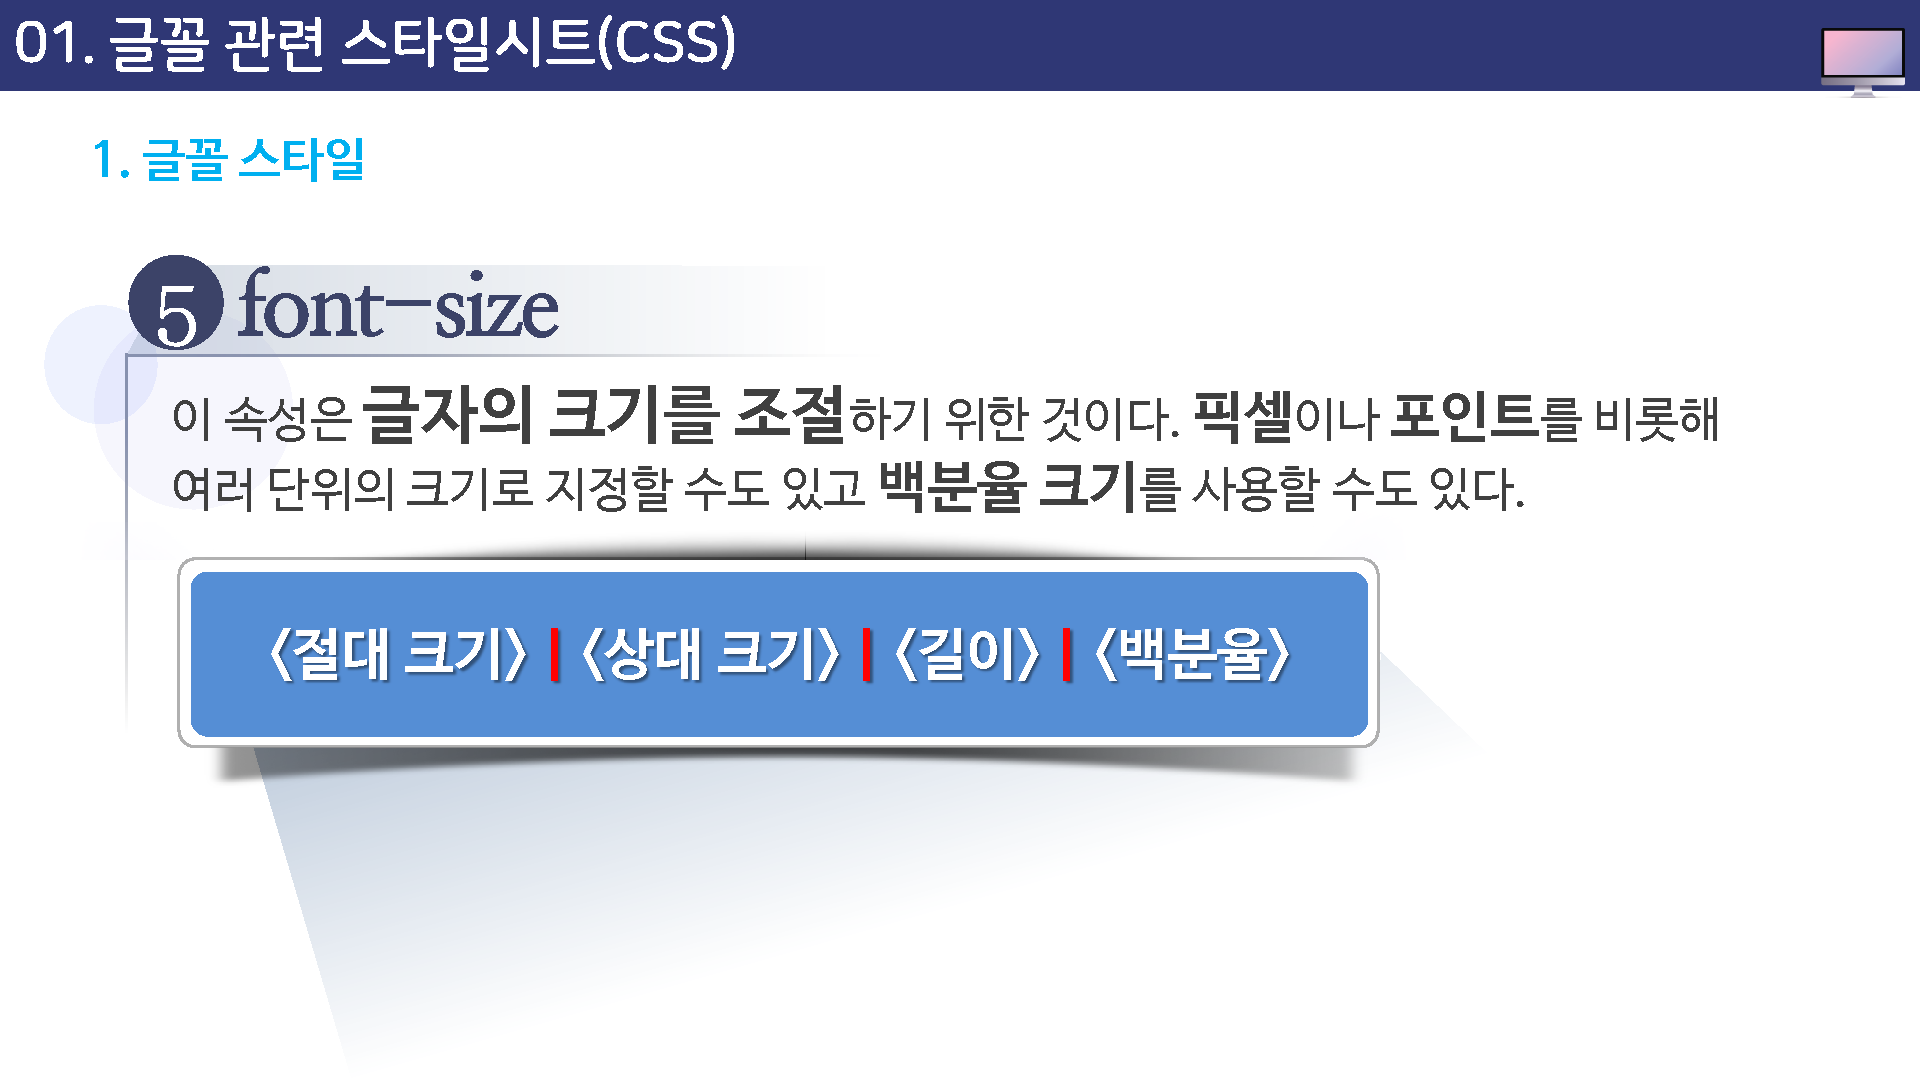 01. 글꼴 관련 스타일시트(CSS)
1. 글꼴 스타일
5 font-size
이 속성은 글자의 크기를 조절하기 위한 것이다. 픽셀이나 포인트를 비롯해
여러 단위의 크기로 지정할 수도 있고 백분율 크기를 사용할 수도 있다.
<절대 크기> | <상대 크기> | <길이> | <백분율>